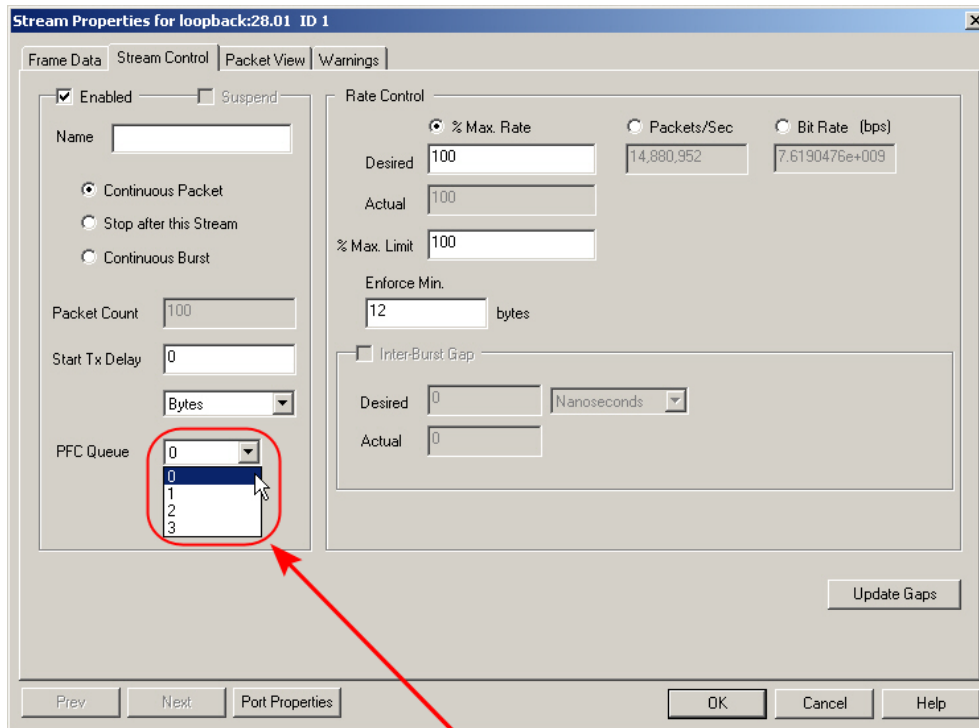 Stream Properties for loopback:28.01 ID 1
Frame Data Stream Control Packet View Warnings
Enabled Suspend
Name
Continuous Packet
Stop after this Stream
Continuous Burst
Packet Count 100
Start Tx Delay 0
Bytes
PFC Queue 0
0
1
2
3
Rate Control
% Max. Rate Packets/Sec Bit Rate (bps)
Desired 100 14,880,952 7.6190476e+009
Actual 100
% Max. Limit 100
Enforce Min.
12 bytes
Inter-Burst Gap
Desired 0 Nanoseconds
Actual 0
Update Gaps
Prev Next Port Properties OK Cancel Help